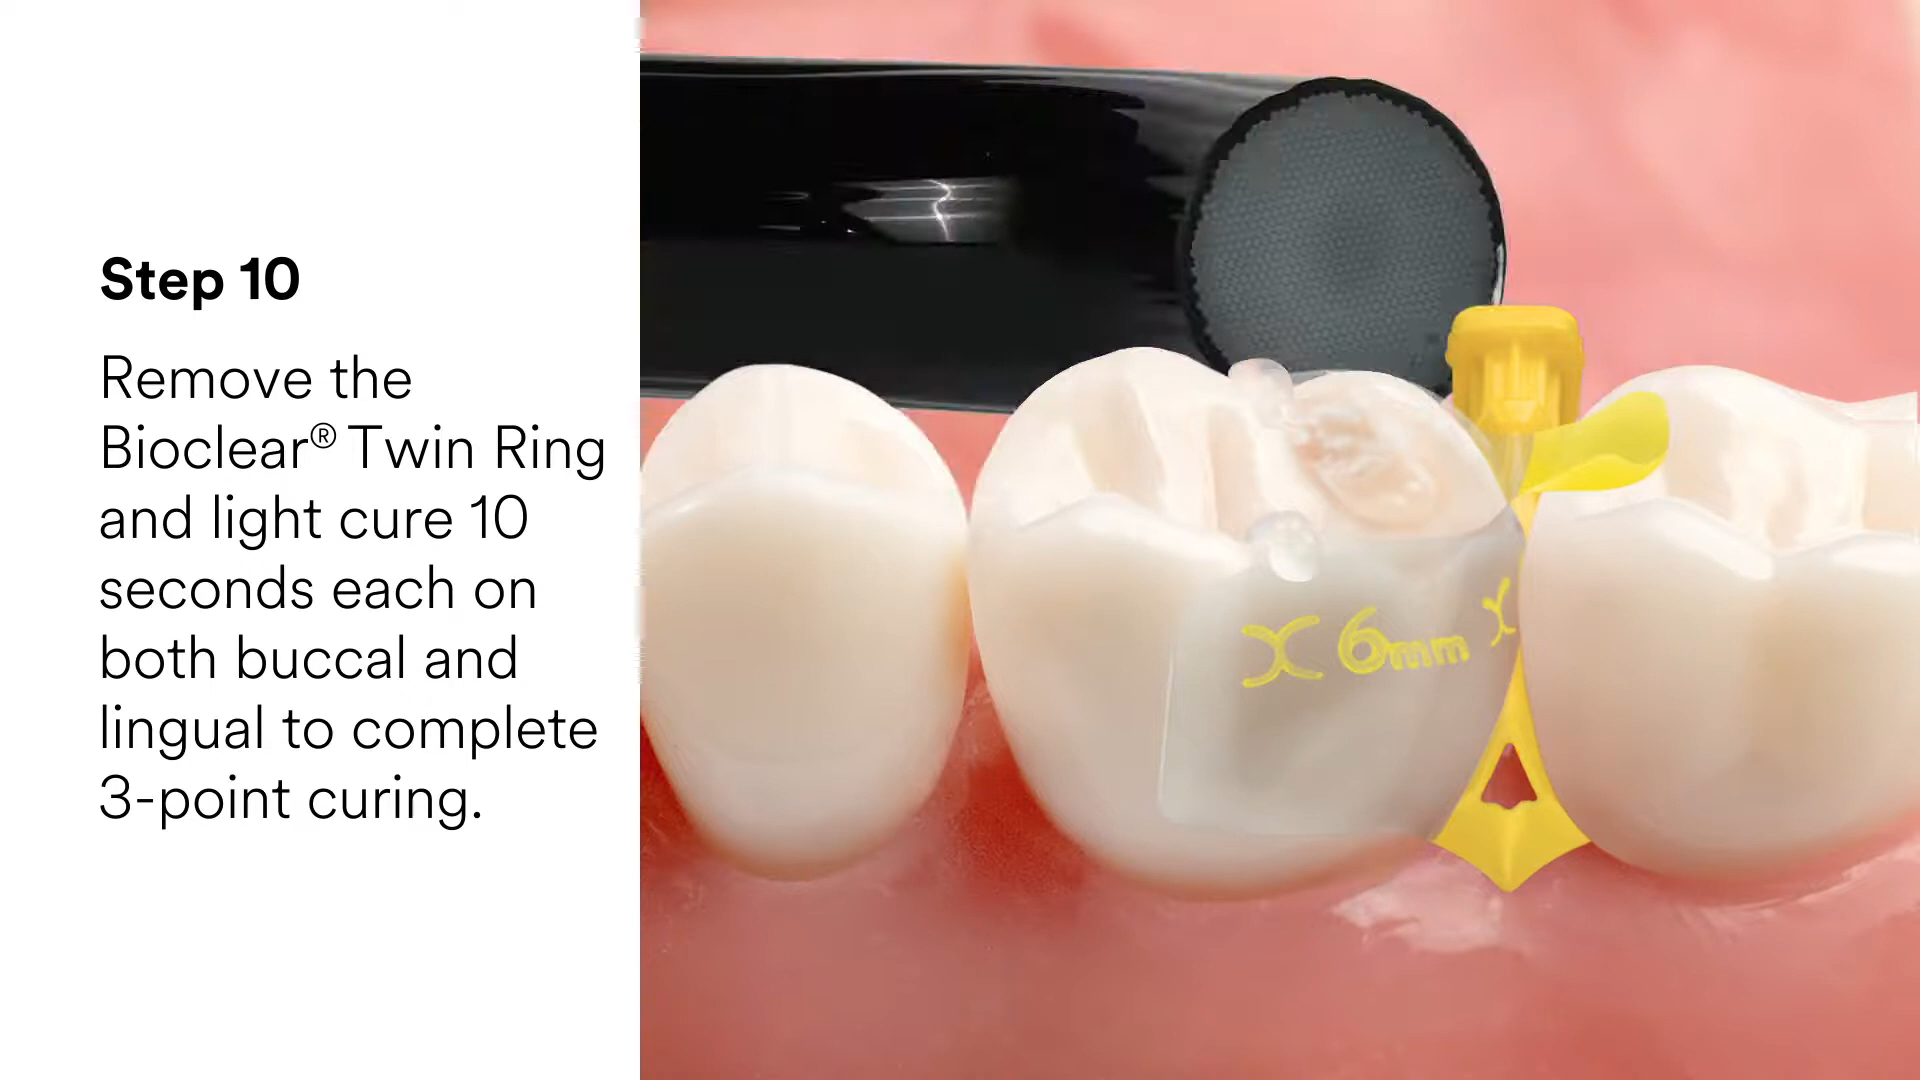 Step 10
Remove the
Bioclear® Twin Ring
and light cure 10
seconds each on
both buccal and
lingual to complete
3-point curing.
6mm